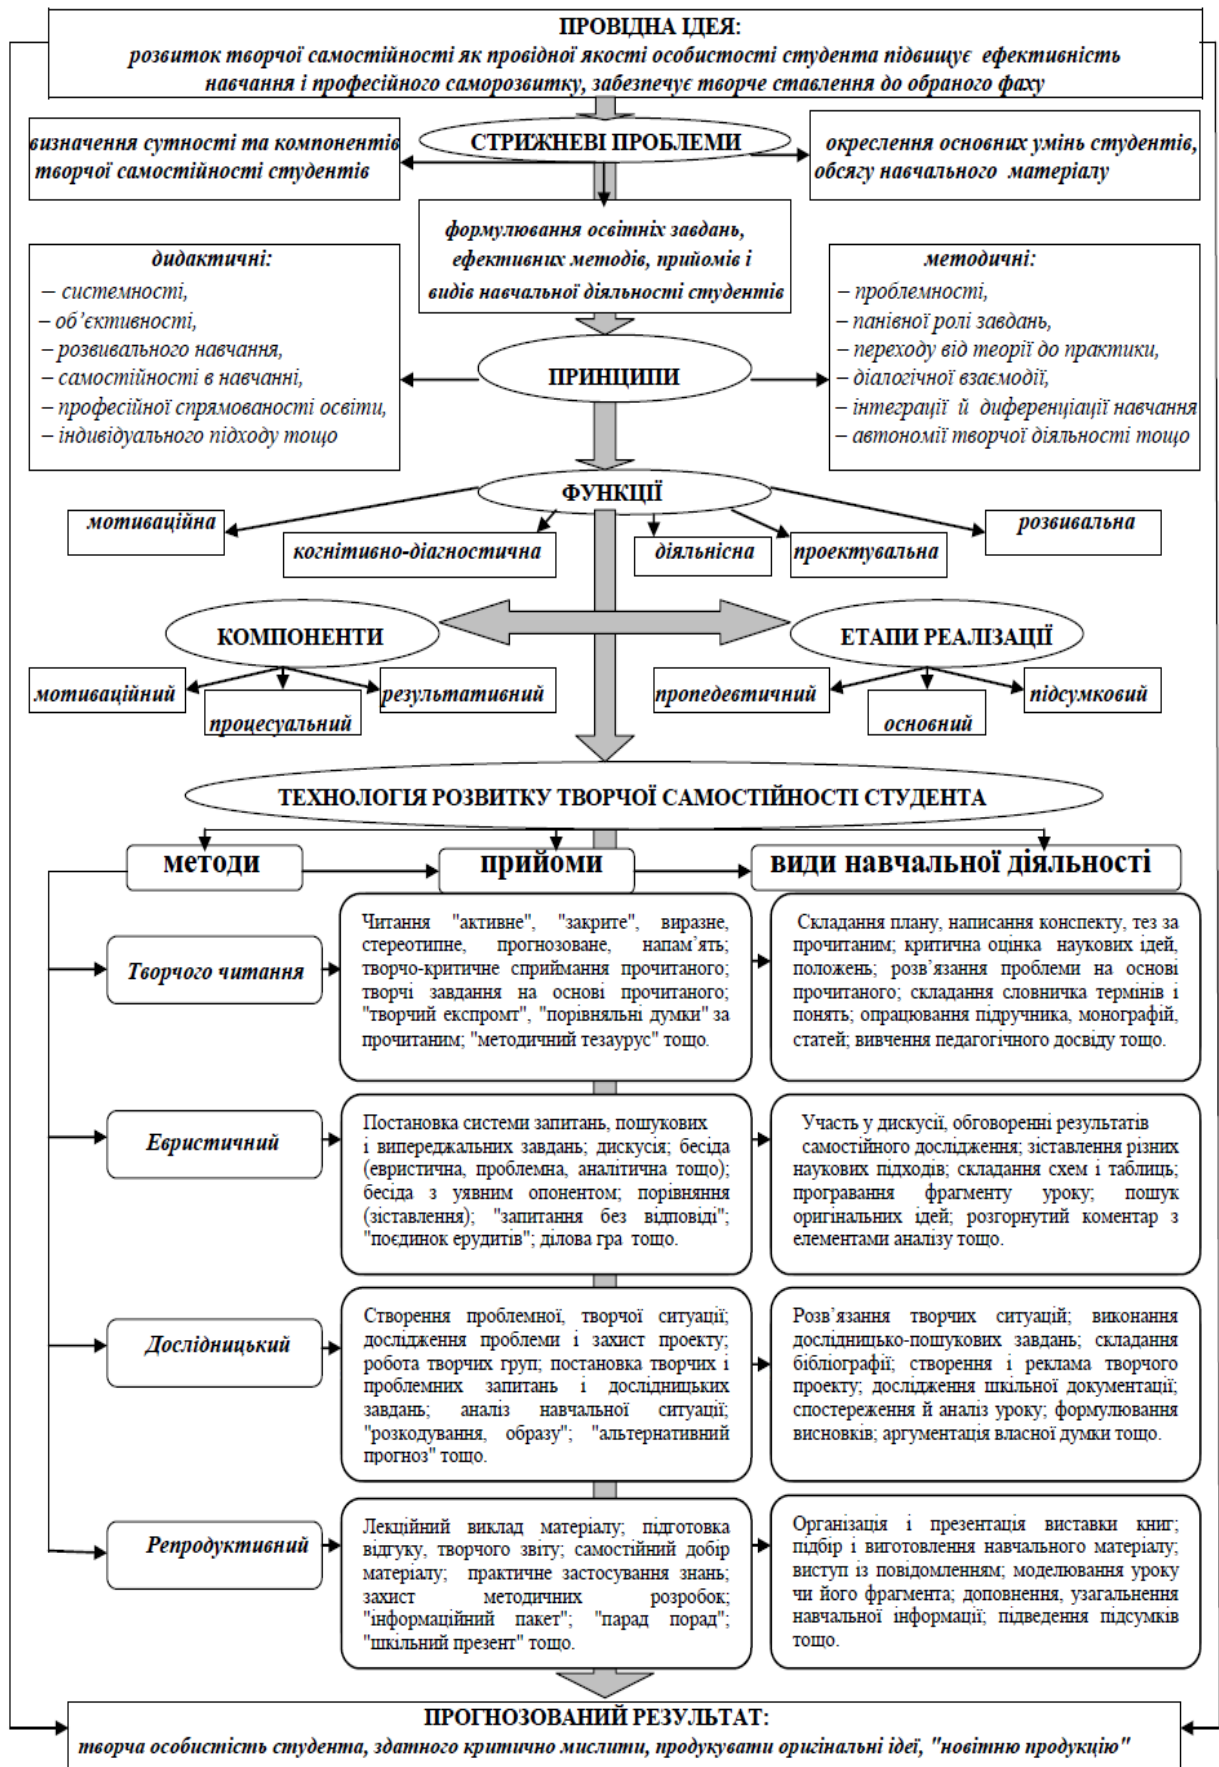 ПРОВІДНА ІДЕЯ:
розвиток творчої самостійності як провідної якості особистості студента підвищує ефективність
навчання і професійного саморозвитку, забезпечує творче ставлення до обраного фаху
СТРИЖНЕВІ ПРОБЛЕМИ
визначення сутності та компонентів
творчої самостійності студентів
окреслення основних умінь студентів,
обсягу навчального матеріалу
формулювання освітніх завдань,
ефективних методів, прийомів і
видів навчальної діяльності студентів
дидактичні:
– системності,
– об’єктивності,
– розвивального навчання,
– самостійності в навчанні,
– професійної спрямованості освіти,
– індивідуального підходу тощо
ПРИНЦИПИ
методичні:
– проблемності,
– панівної ролі завдань,
– переходу від теорії до практики,
– діалогічної взаємодії,
– інтеграції й диференціації навчання
– автономії творчої діяльності тощо
ФУНКЦІЇ
мотиваційна
когнітивно-діагностична
діяльнісна
проектувальна
розвивальна
КОМПОНЕНТИ
мотиваційний
процесуальний
результативний
ЕТАПИ РЕАЛІЗАЦІЇ
пропедевтичний
основний
підсумковий
ТЕХНОЛОГІЯ РОЗВИТКУ ТВОРЧОЇ САМОСТІЙНОСТІ СТУДЕНТА
методи
прийоми
види навчальної діяльності
Творчого читання
Читання "активне", "закрите", виразне,
стереотипне, прогнозоване, напам’ять;
творчо-критичне сприймання прочитаного;
творчі завдання на основі прочитаного;
"творчий експромт", "порівняльні думки" за
прочитаним; "методичний тезаурус" тощо.
Складання плану, написання конспекту, тез за
прочитаним; критична оцінка наукових ідей,
положень; розв’язання проблеми на основі
прочитаного; складання словничка термінів і
понять; опрацювання підручника, монографій,
статей; вивчення педагогічного досвіду тощо.
Евристичний
Постановка системи запитань, пошукових
і випереджальних завдань; дискусія; бесіда
(евристична, проблемна, аналітична тощо);
бесіда з уявним опонентом; порівняння
(зіставлення); "запитання без відповіді";
"поєдинок ерудитів"; ділова гра тощо.
Участь у дискусії, обговоренні результатів
самостійного дослідження; зіставлення різних
наукових підходів; складання схем і таблиць;
програвання фрагменту уроку; пошук
оригінальних ідей; розгорнутий коментар з
елементами аналізу тощо.
Дослідницький
Створення проблемної, творчої ситуації;
дослідження проблеми і захист проекту;
робота творчих груп; постановка творчих і
проблемних запитань і дослідницьких
завдань; аналіз навчальної ситуації;
"розкодування, образу"; "альтернативний
прогноз" тощо.
Розв’язання творчих ситуацій; виконання
дослідницько-пошукових завдань; складання
бібліографії; створення і реклама творчого
проекту; дослідження шкільної документації;
спостереження й аналіз уроку; формулювання
висновків; аргументація власної думки тощо.
Репродуктивний
Лекційний виклад матеріалу; підготовка
відгуку, творчого звіту; самостійний добір
матеріалу; практичне застосування знань;
захист методичних розробок;
"інформаційний пакет"; "парад порад";
"шкільний презент" тощо.
Організація і презентація виставки книг;
підбір і виготовлення навчального матеріалу;
виступ із повідомленням; моделювання уроку
чи його фрагмента; доповнення, узагальнення
навчальної інформації; підведення підсумків
тощо.
ПРОГНОЗОВАНИЙ РЕЗУЛЬТАТ:
творча особистість студента, здатного критично мислити, продукувати оригінальні ідеї, "новітню продукцію"